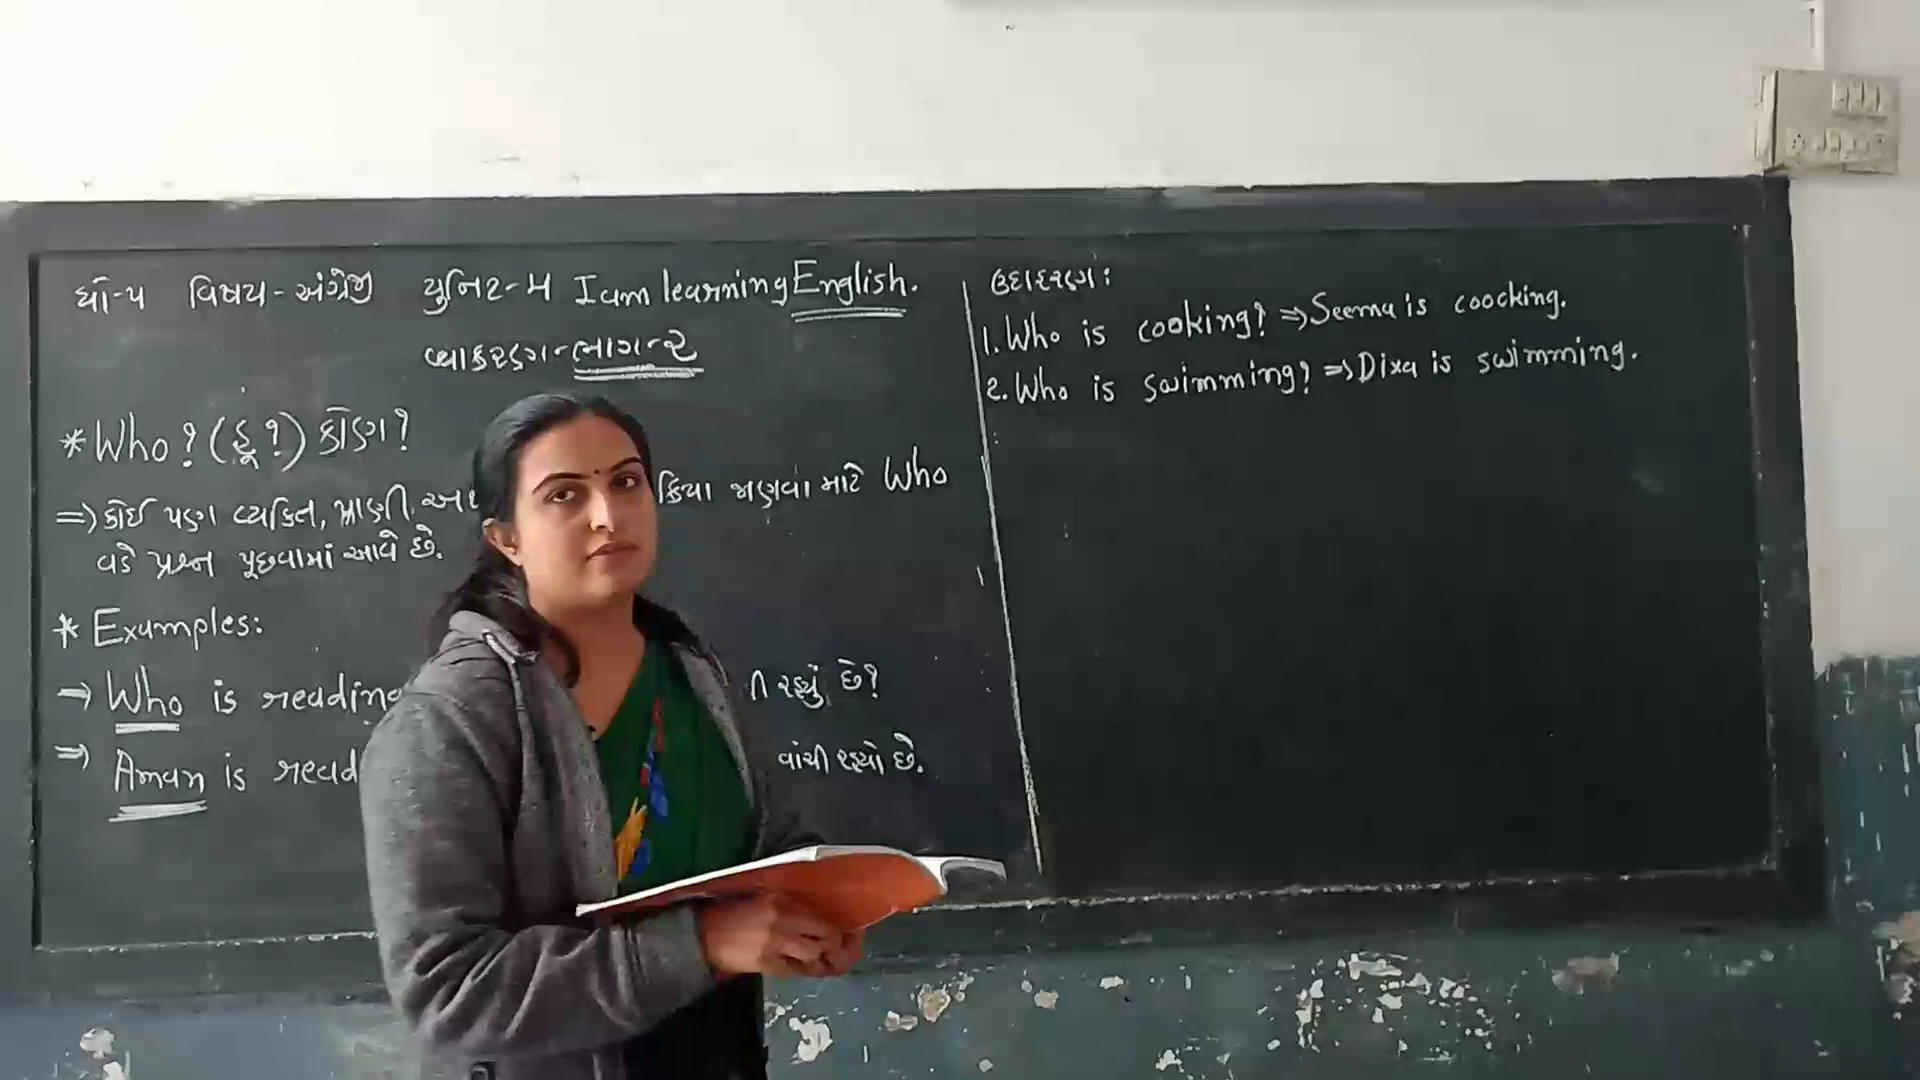 ધો-૫ વિષય-અંગ્રેજી યુનિટ-૫ I am learning English.
વ્યાકરણ-ભાગ-૨
* Who? (હૂ?) કોણ?
⇒ કોઈ પણ વ્યકિત, પ્રાણી ક્રિયા જાણવા માટે Who
વડે પ્રશ્ન પૂછવામાં આવે છે.
* Examples:
→ Who is reading રહ્યું છે?
⇒ Aman is read વાંચી રહ્યો છે.
ઉદાહરણ:
1. Who is cooking? ⇒ Seema is coocking.
2. Who is swimming? ⇒ Dixa is swimming.